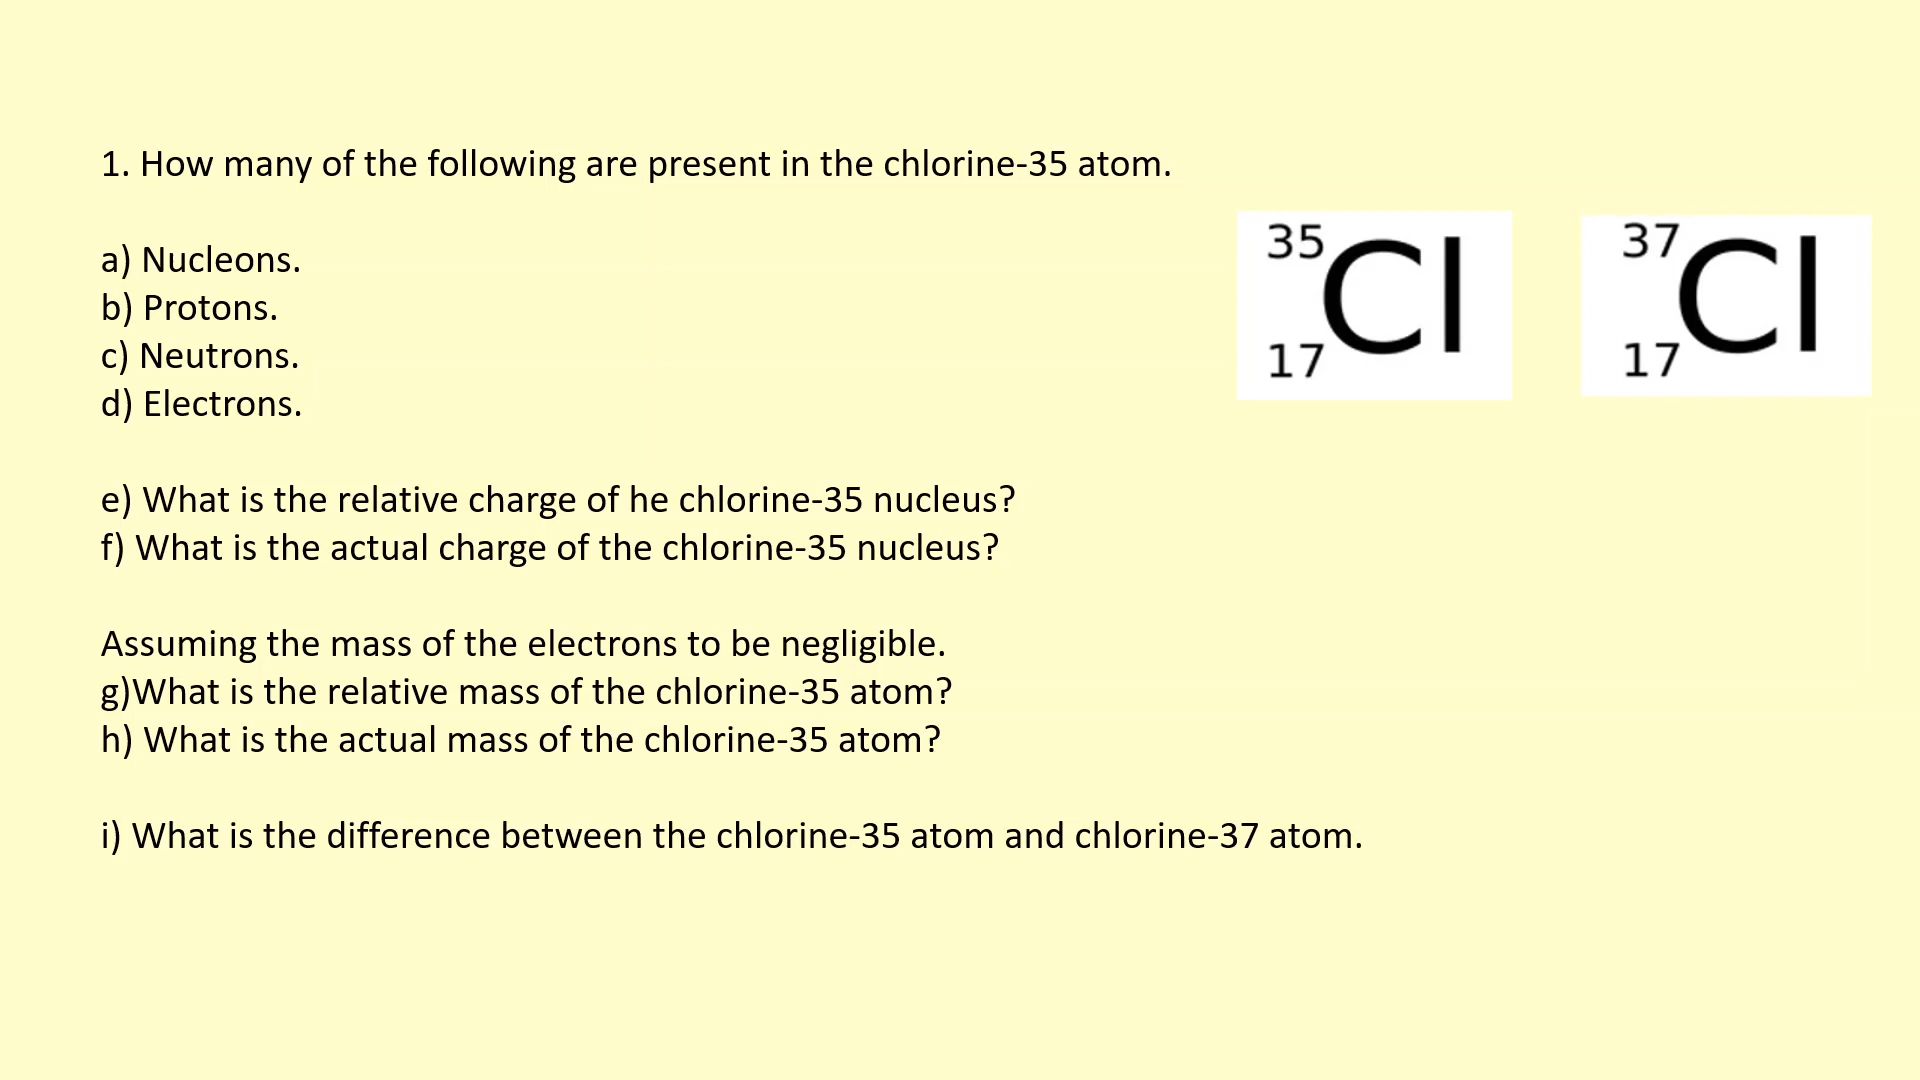 1. How many of the following are present in the chlorine-35 atom.
a) Nucleons.
b) Protons.
c) Neutrons.
d) Electrons.
35
17
Cl
37
17
Cl
e) What is the relative charge of he chlorine-35 nucleus?
f) What is the actual charge of the chlorine-35 nucleus?
Assuming the mass of the electrons to be negligible.
g)What is the relative mass of the chlorine-35 atom?
h) What is the actual mass of the chlorine-35 atom?
i) What is the difference between the chlorine-35 atom and chlorine-37 atom.